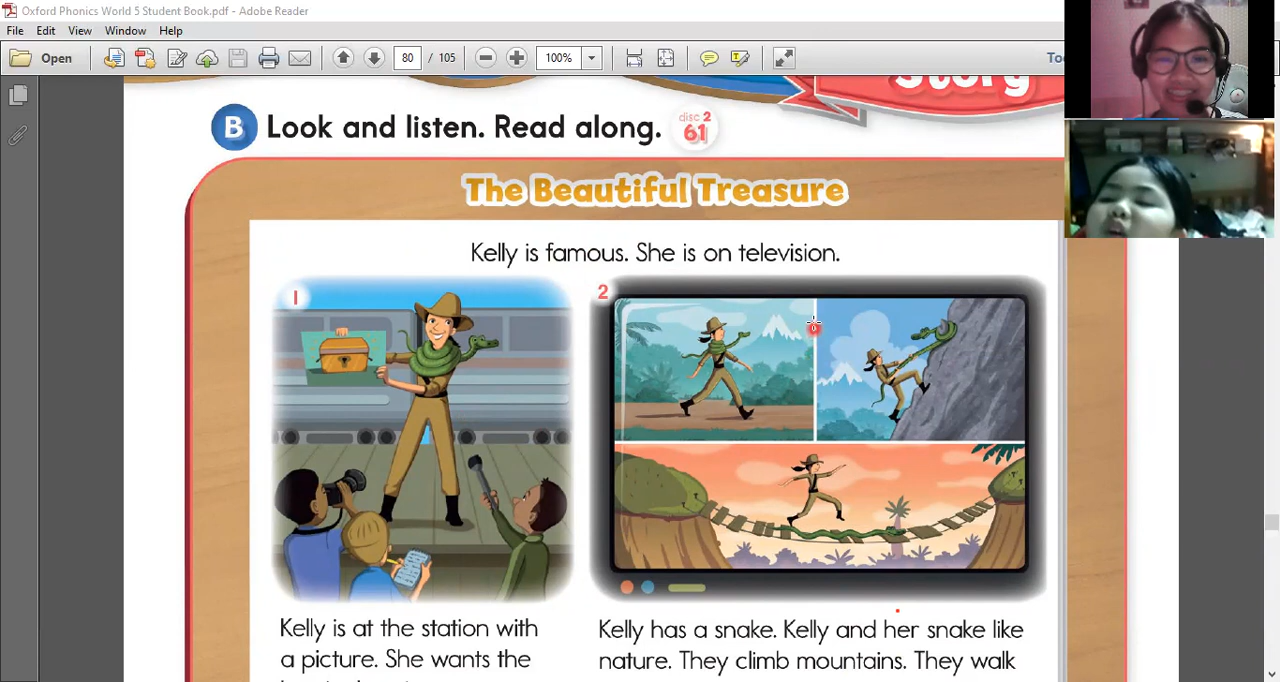 Oxford Phonics World 5 Student Book.pdf - Adobe Reader
File Edit View Window Help
Open 80 / 105 100%
Story
B Look and listen. Read along. disc 2 61
The Beautiful Treasure
Kelly is famous. She is on television.
1
2
Kelly is at the station with
a picture. She wants the
Kelly has a snake. Kelly and her snake like
nature. They climb mountains. They walk